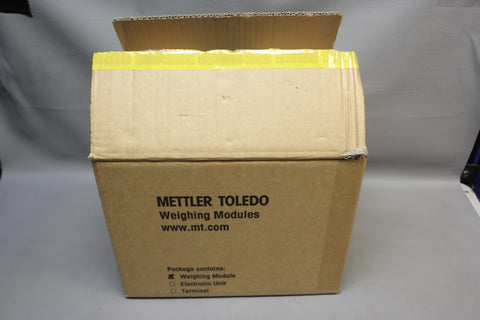 METTLER TOLEDO
Weighing Modules
www.mt.com
Package contains:
Weighing Module
Electronic Unit
Terminal